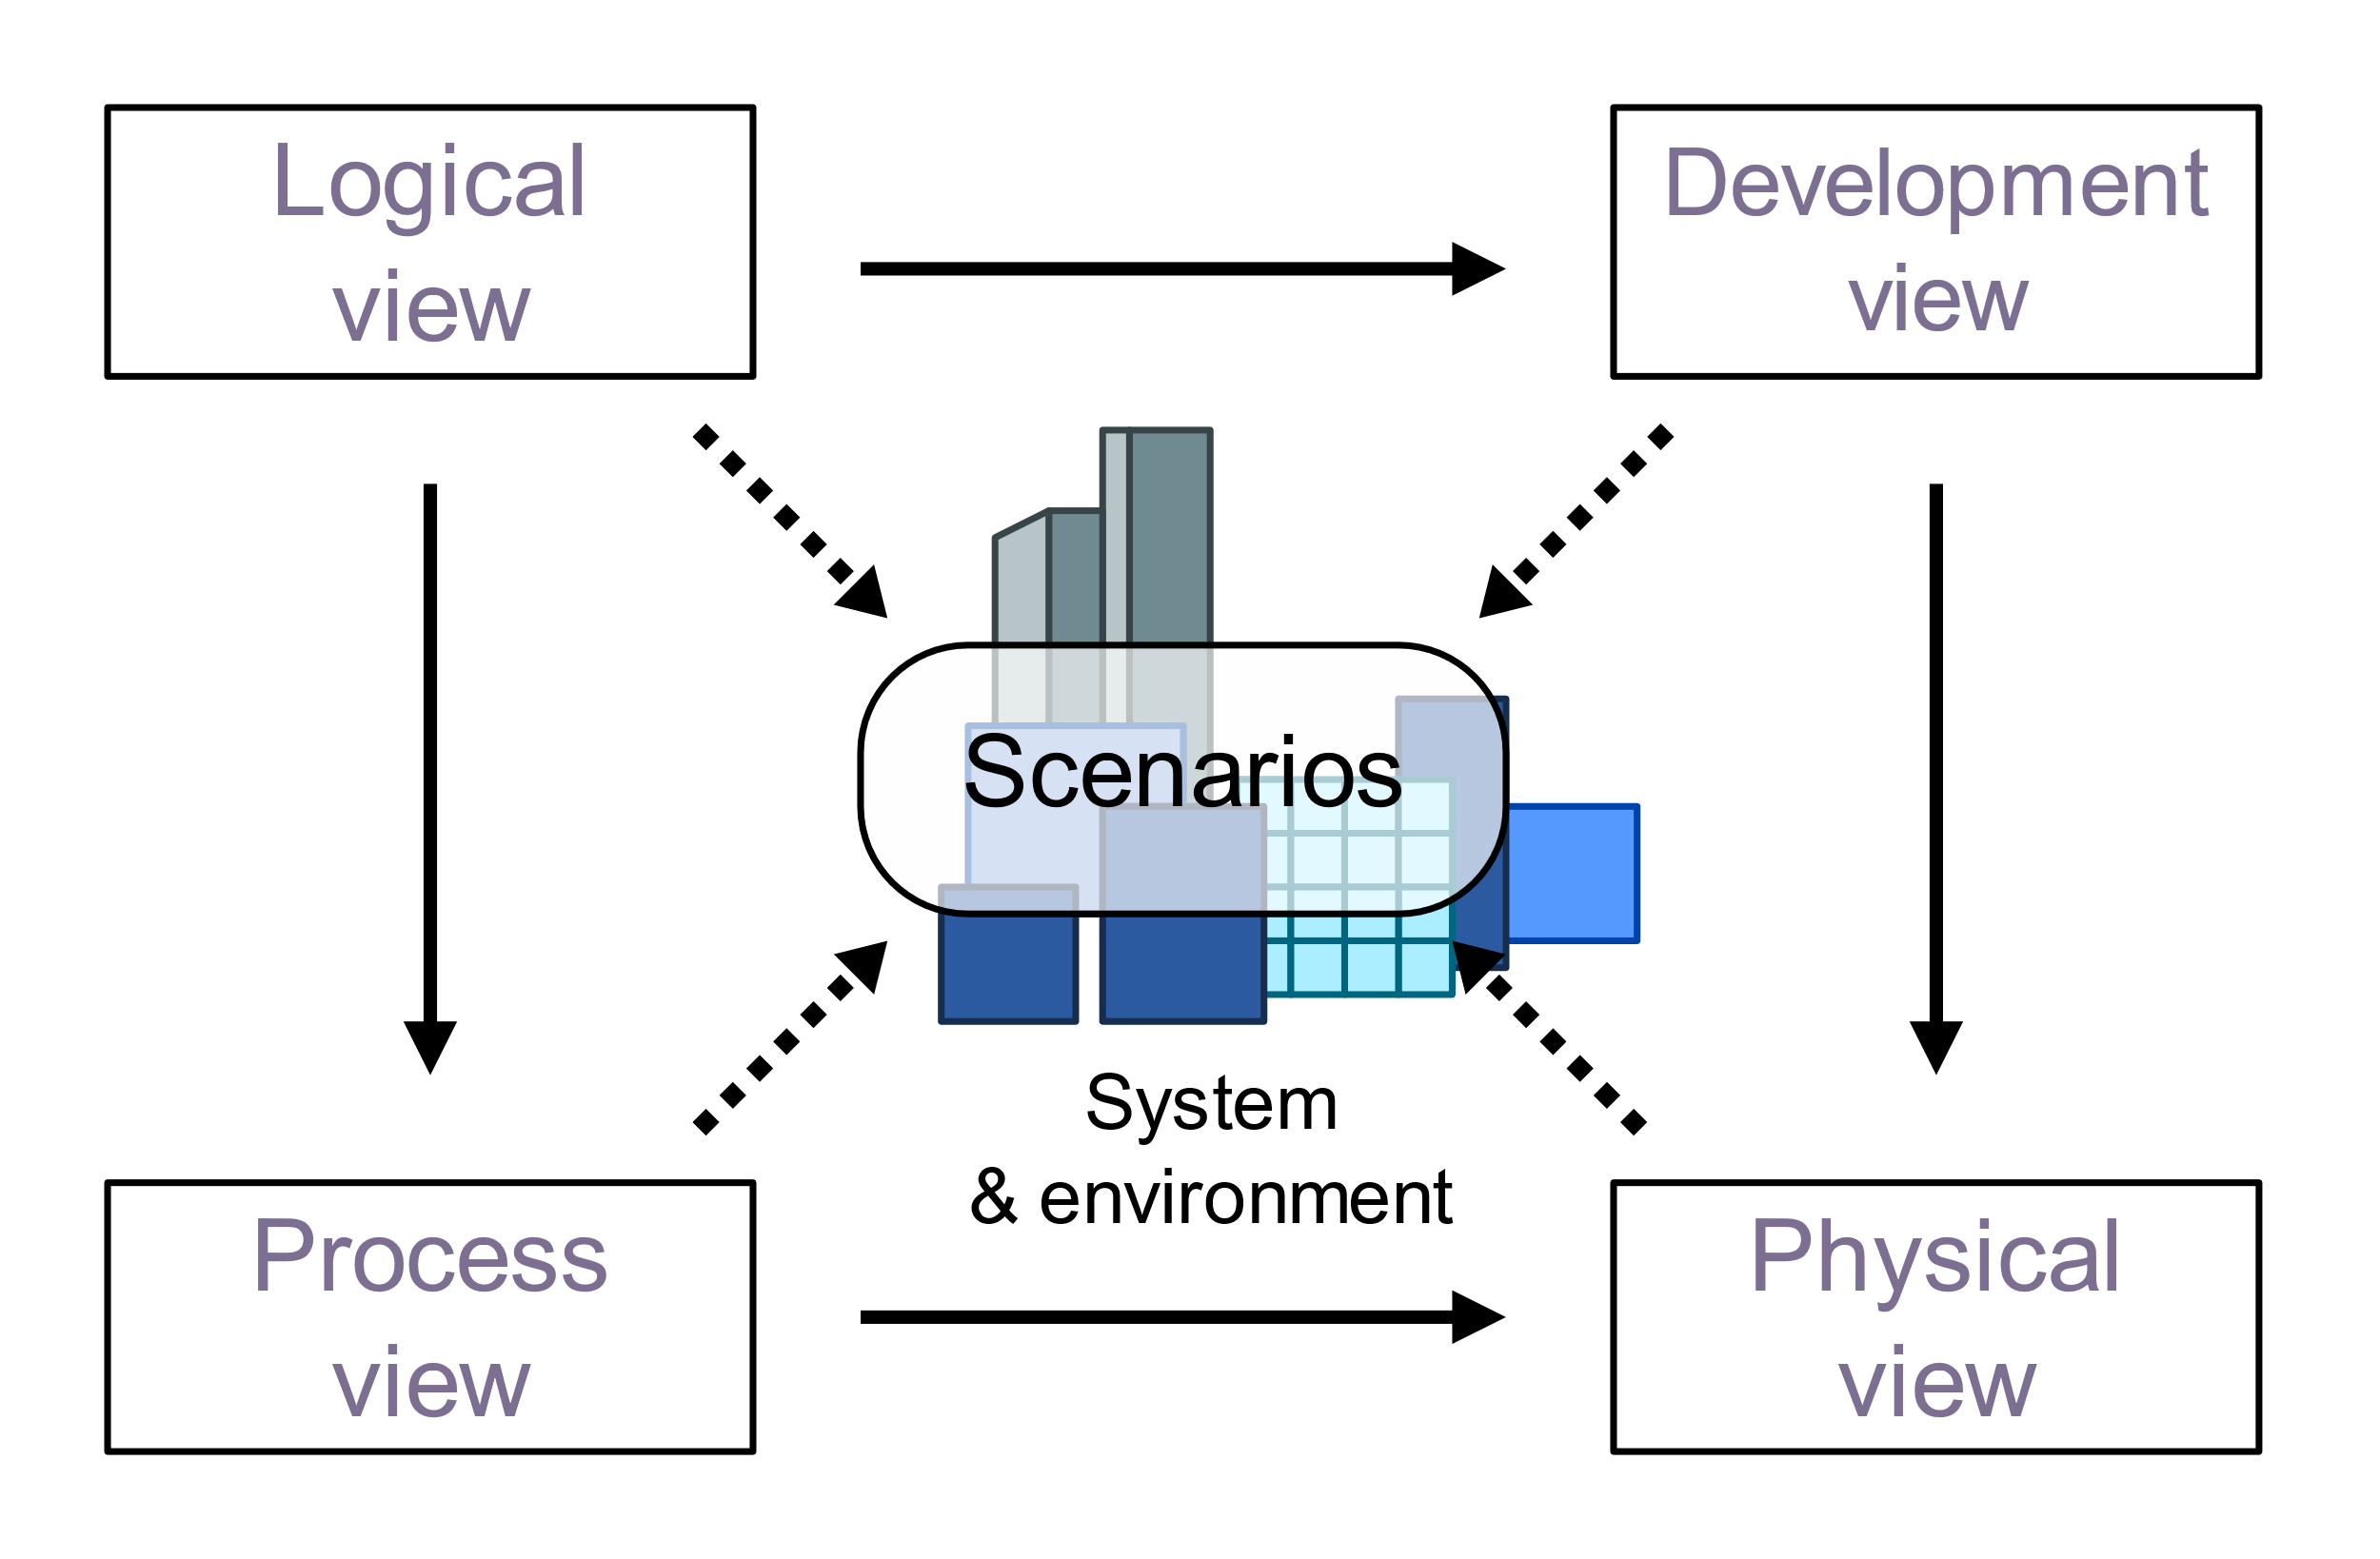 Logical
view
Development
view
Scenarios
System
& environment
Process
view
Physical
view